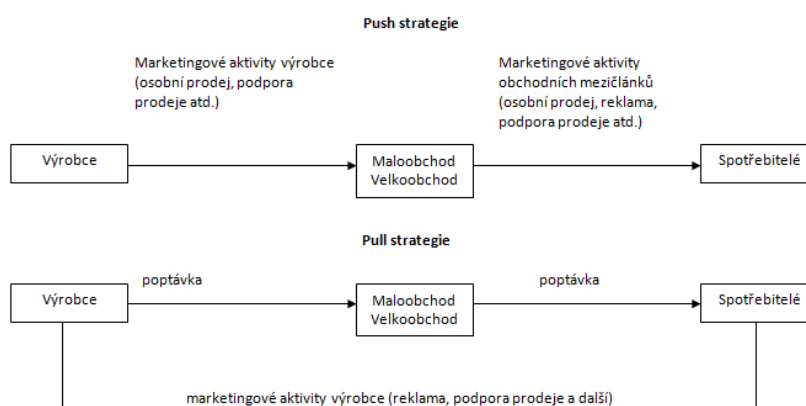 Push strategie
Marketingové aktivity výrobce
(osobní prodej, podpora
prodeje atd.)
Marketingové aktivity
obchodních mezičlánků
(osobní prodej, reklama,
podpora prodeje atd.)
Výrobce
Maloobchod
Velkoobchod
Spotřebitelé
Pull strategie
poptávka
poptávka
Výrobce
Maloobchod
Velkoobchod
Spotřebitelé
marketingové aktivity výrobce (reklama, podpora prodeje a další)